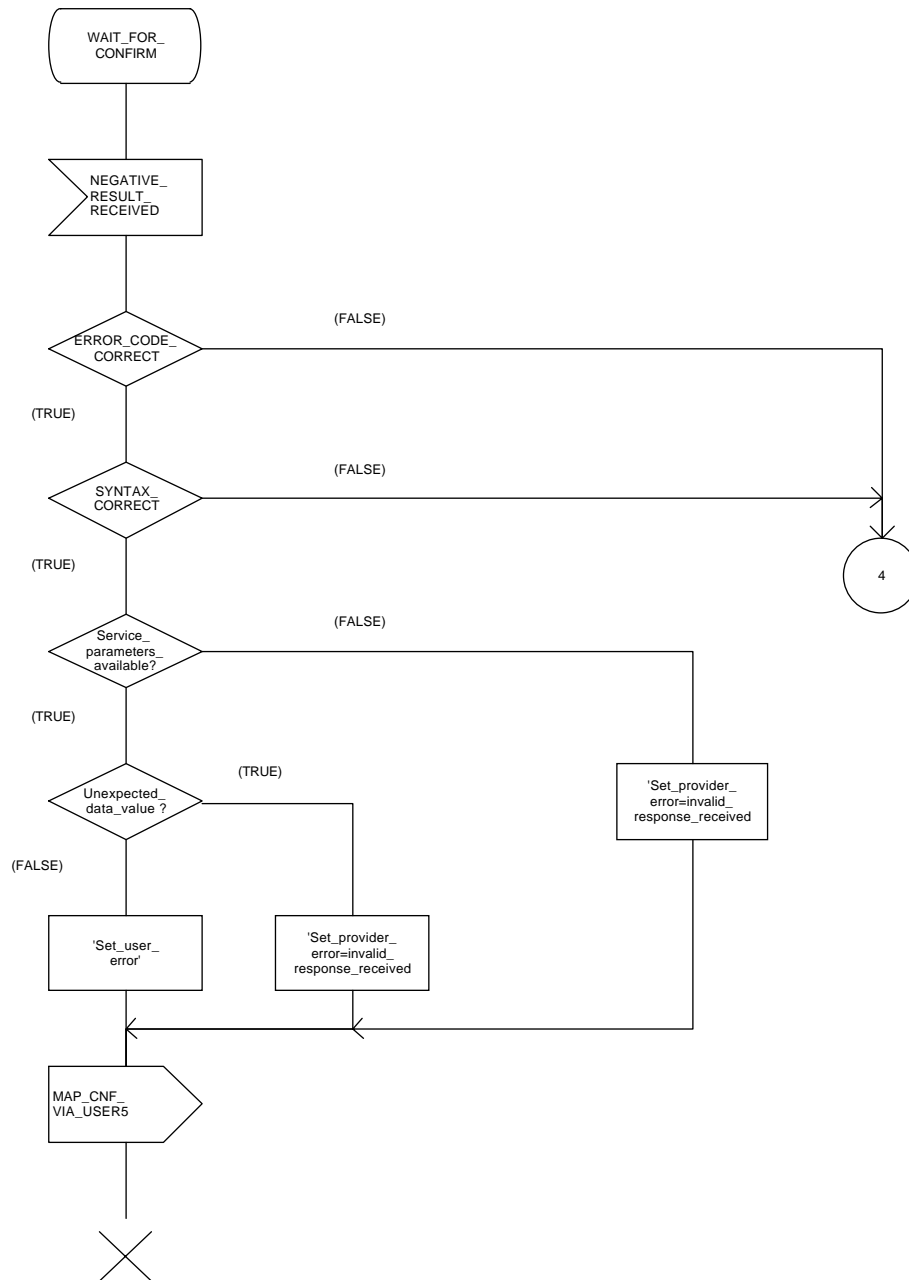 WAIT_FOR_
CONFIRM
NEGATIVE_
RESULT_
RECEIVED
(FALSE)
ERROR_CODE_
CORRECT
(TRUE)
(FALSE)
SYNTAX_
CORRECT
(TRUE)
4
(FALSE)
Service_
parameters_
available?
(TRUE)
(TRUE)
Unexpected_
data_value ?
'Set_provider_
error=invalid_
response_received
(FALSE)
'Set_user_
error'
'Set_provider_
error=invalid_
response_received
MAP_CNF_
VIA_USER5